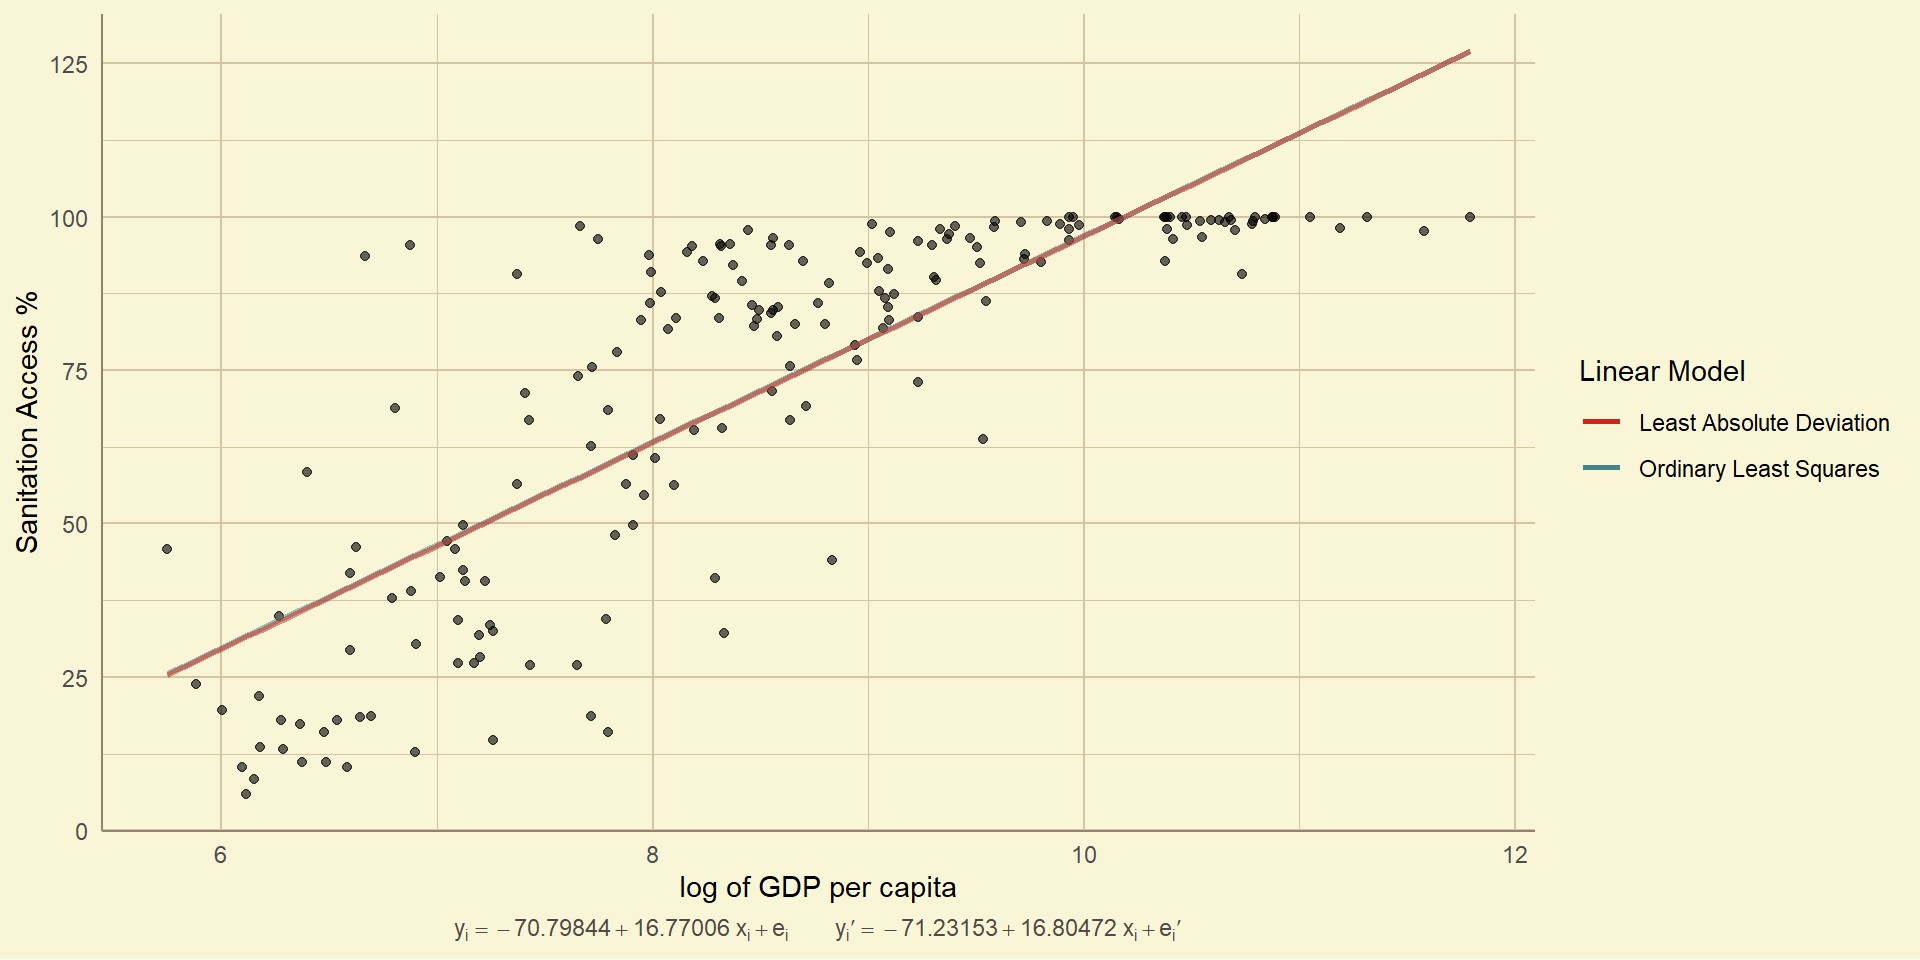 125
100
75
50
25
0
Sanitation Access %
6 8 10 12
log of GDP per capita
yᵢ = −70.79844 + 16.77006 xᵢ + eᵢ yᵢ′ = −71.23153 + 16.80472 xᵢ + eᵢ′
Linear Model
Least Absolute Deviation
Ordinary Least Squares